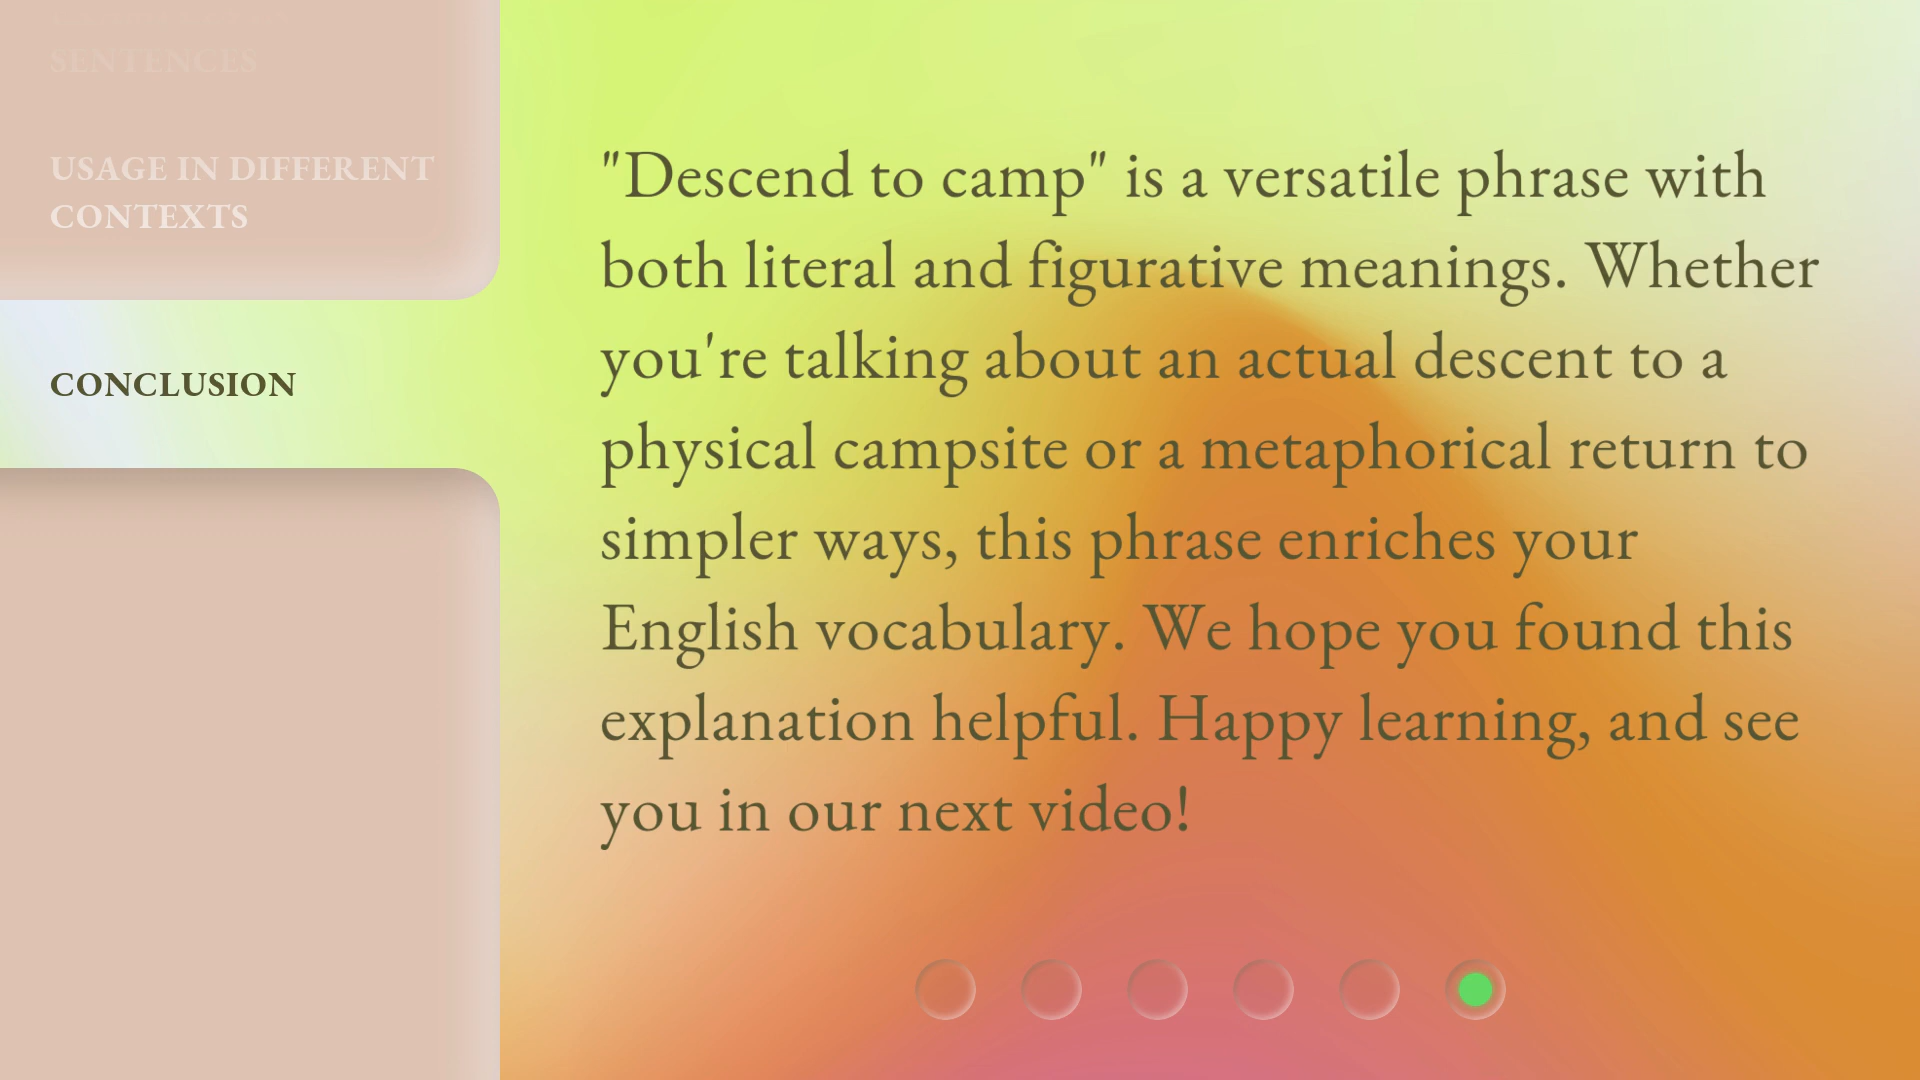 SENTENCES
USAGE IN DIFFERENT
CONTEXTS
CONCLUSION
"Descend to camp" is a versatile phrase with
both literal and figurative meanings. Whether
you're talking about an actual descent to a
physical campsite or a metaphorical return to
simpler ways, this phrase enriches your
English vocabulary. We hope you found this
explanation helpful. Happy learning, and see
you in our next video!